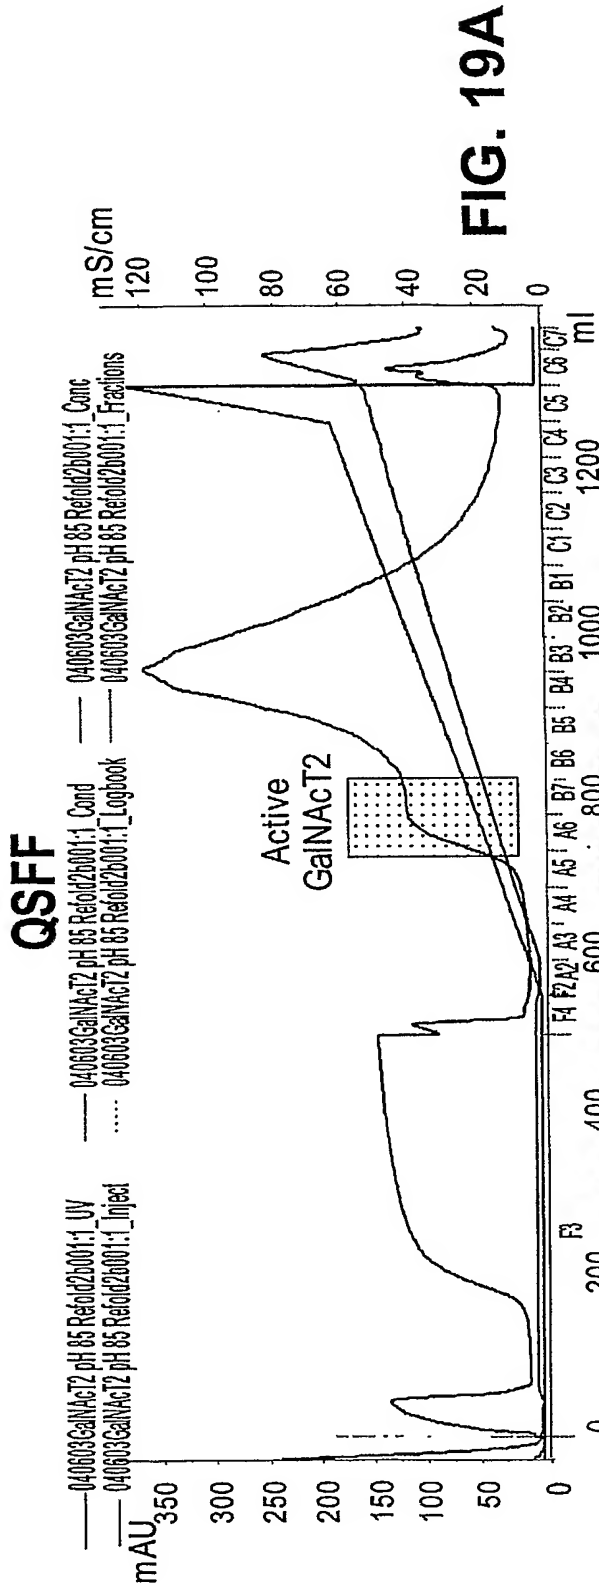 QSFF
040603GalNAcT2 pH 85 Refold2b001:1_UV
040603GalNAcT2 pH 85 Refold2b001:1_Cond
040603GalNAcT2 pH 85 Refold2b001:1_Conc
040603GalNAcT2 pH 85 Refold2b001:1_Inject
040603GalNAcT2 pH 85 Refold2b001:1_Logbook
040603GalNAcT2 pH 85 Refold2b001:1_Fractions
mAU
mS/cm
350
300
250
200
150
100
50
0
120
100
80
60
40
20
10
0
Active
GalNAcT2
F3 F4 F2 A2 A3 A4 A5 A6 B7 B6 B5 B4 B3 B2 B1 C1 C2 C3 C4 C5 C6 C7
0 200 400 600 800 1000 1200 ml
FIG. 19A